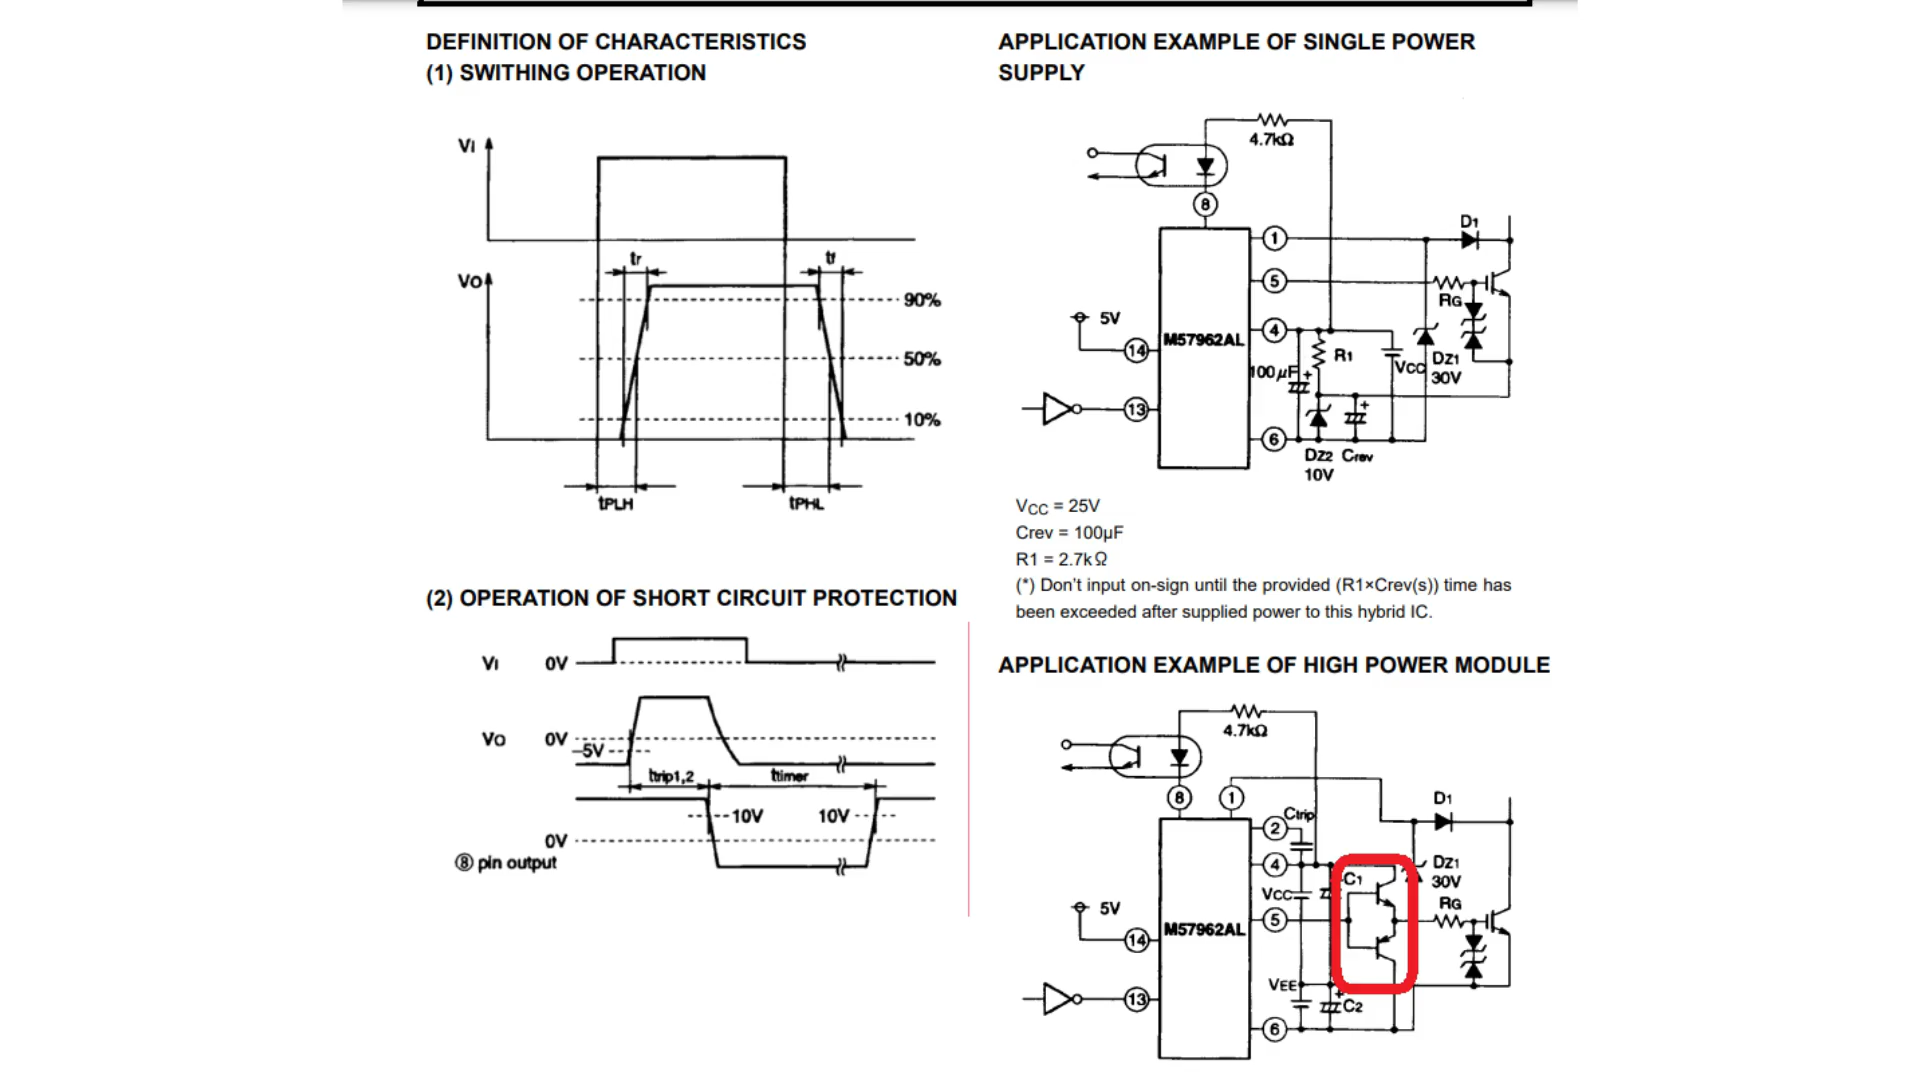 DEFINITION OF CHARACTERISTICS
(1) SWITHING OPERATION
VI
tr
tf
VO
90%
50%
10%
tPLH
tPHL
(2) OPERATION OF SHORT CIRCUIT PROTECTION
VI
0V
VO
0V
–5V
ttrip1,2
ttimer
10V
10V
0V
⑧ pin output
APPLICATION EXAMPLE OF SINGLE POWER
SUPPLY
4.7kΩ
8
1
D1
5
RG
5V
4
14
M57962AL
R1
VCC
DZ1
30V
100μF
+
+
13
6
DZ2
10V
Crev
VCC = 25V
Crev = 100μF
R1 = 2.7kΩ
(*) Don’t input on-sign until the provided (R1×Crev(s)) time has
been exceeded after supplied power to this hybrid IC.
APPLICATION EXAMPLE OF HIGH POWER MODULE
4.7kΩ
8
1
D1
Ctrip
2
4
DZ1
30V
C1
VCC
RG
5V
5
14
M57962AL
VEE
+
C2
13
6